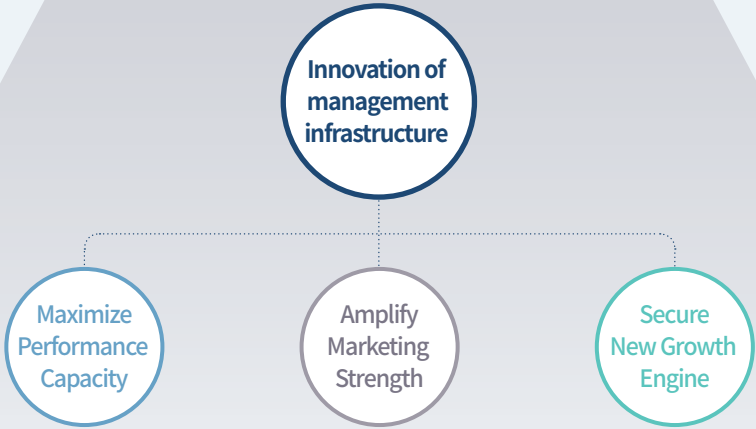 Innovation of
management
infrastructure
Maximize
Performance
Capacity
Amplify
Marketing
Strength
Secure
New Growth
Engine